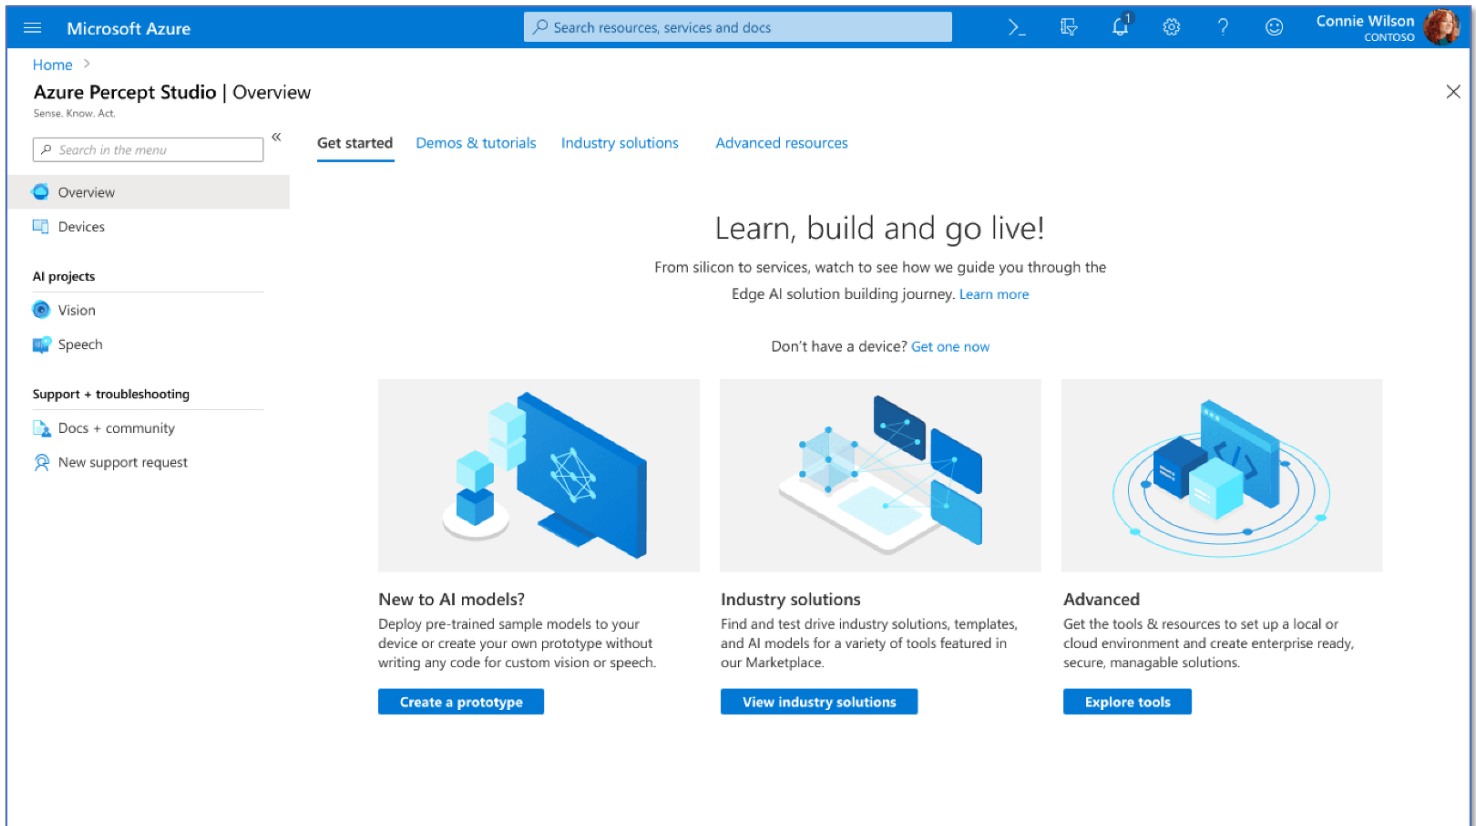 Microsoft Azure
Search resources, services and docs
1
Connie Wilson
CONTOSO
Home >
Azure Percept Studio | Overview
Sense. Know. Act.
Search in the menu
«
Get started
Demos & tutorials
Industry solutions
Advanced resources
Overview
Devices
AI projects
Vision
Speech
Support + troubleshooting
Docs + community
New support request
Learn, build and go live!
From silicon to services, watch to see how we guide you through the
Edge AI solution building journey. Learn more
Don't have a device? Get one now
New to AI models?
Deploy pre-trained sample models to your
device or create your own prototype without
writing any code for custom vision or speech.
Create a prototype
Industry solutions
Find and test drive industry solutions, templates,
and AI models for a variety of tools featured in
our Marketplace.
View industry solutions
Advanced
Get the tools & resources to set up a local or
cloud environment and create enterprise ready,
secure, managable solutions.
Explore tools